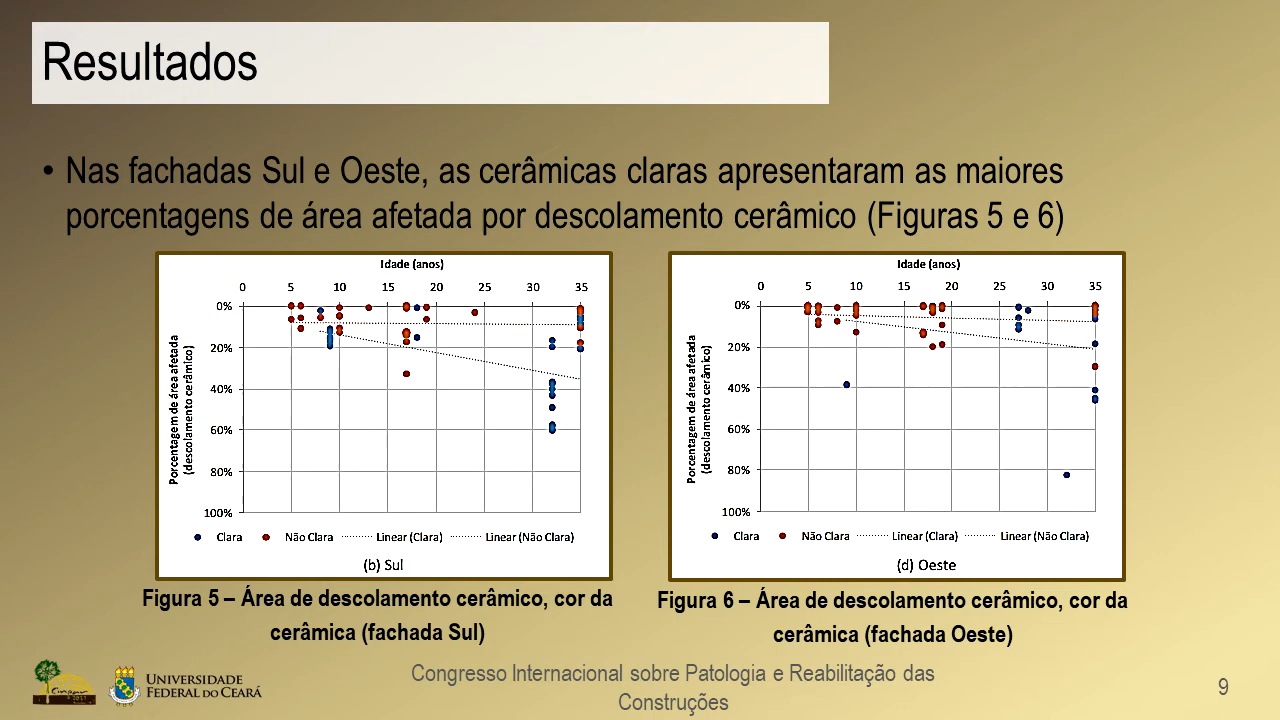 Resultados
• Nas fachadas Sul e Oeste, as cerâmicas claras apresentaram as maiores
porcentagens de área afetada por descolamento cerâmico (Figuras 5 e 6)
Idade (anos)
0 5 10 15 20 25 30 35
0%
20%
40%
60%
80%
100%
Porcentagem de área afetada
(descolamento cerâmico)
Clara Não Clara Linear (Clara) Linear (Não Clara)
(b) Sul
Idade (anos)
0 5 10 15 20 25 30 35
0%
20%
40%
60%
80%
100%
Porcentagem de área afetada
(descolamento cerâmico)
Clara Não Clara Linear (Clara) Linear (Não Clara)
(d) Oeste
Figura 5 – Área de descolamento cerâmico, cor da
cerâmica (fachada Sul)
Figura 6 – Área de descolamento cerâmico, cor da
cerâmica (fachada Oeste)
UNIVERSIDADE
FEDERAL DO CEARÁ
Congresso Internacional sobre Patologia e Reabilitação das
Construções
9